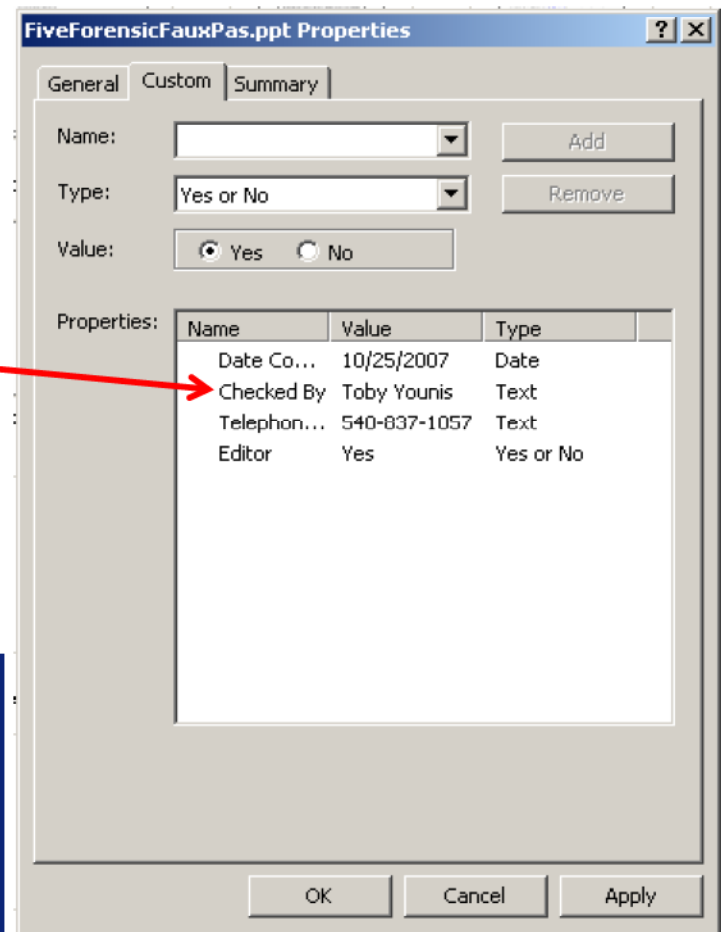 FiveForensicFauxPas.ppt Properties ? X
General Custom Summary
Name: Add
Type: Yes or No Remove
Value: Yes No
Properties: Name Value Type
Date Co... 10/25/2007 Date
Checked By Toby Younis Text
Telephon... 540-837-1057 Text
Editor Yes Yes or No
OK Cancel Apply